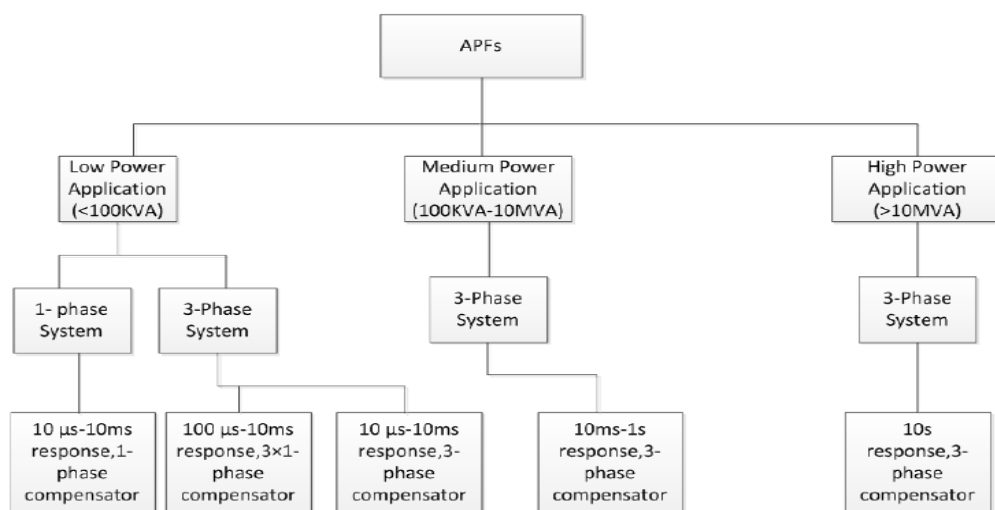 APFs
Low Power
Application
(<100KVA)
Medium Power
Application
(100KVA-10MVA)
High Power
Application
(>10MVA)
1- phase
System
3-Phase
System
3-Phase
System
3-Phase
System
10 µs-10ms
response,1-
phase
compensator
100 µs-10ms
response,3×1-
phase
compensator
10 µs-10ms
response,3-
phase
compensator
10ms-1s
response,3-
phase
compensator
10s
response,3-
phase
compensator